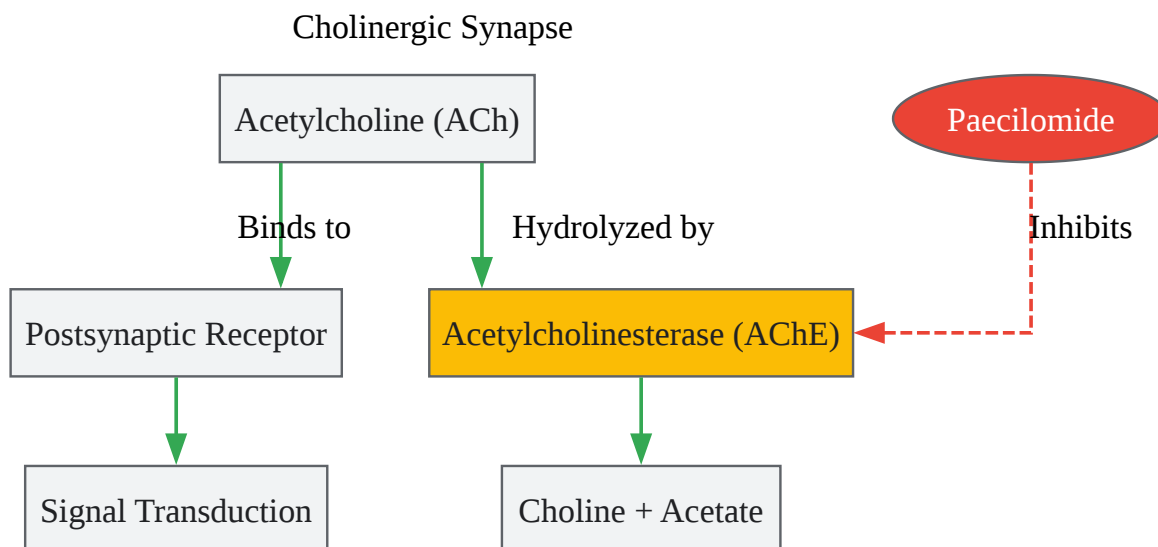 Cholinergic Synapse
Acetylcholine (ACh)
Paecilomide
Binds to
Hydrolyzed by
Inhibits
Postsynaptic Receptor
Acetylcholinesterase (AChE)
Signal Transduction
Choline + Acetate